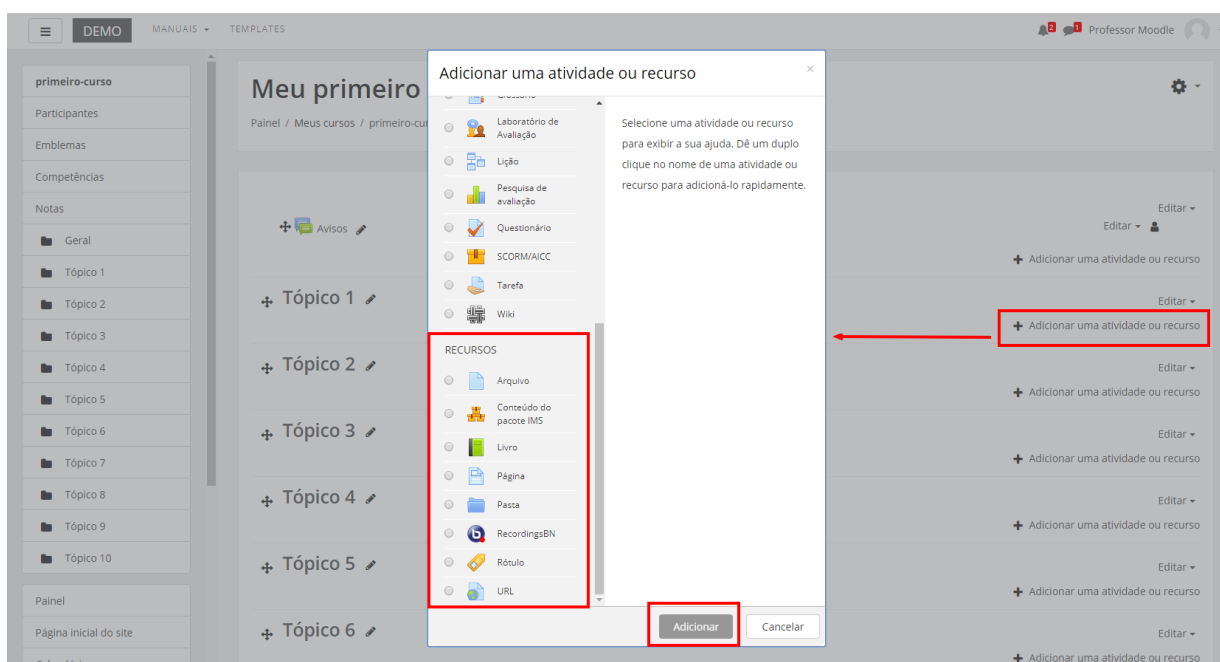 DEMO
MANUAIS
TEMPLATES
2
1
Professor Moodle
primeiro-curso
Participantes
Emblemas
Competências
Notas
Geral
Tópico 1
Tópico 2
Tópico 3
Tópico 4
Tópico 5
Tópico 6
Tópico 7
Tópico 8
Tópico 9
Tópico 10
Painel
Página inicial do site
Meu primeiro
Painel / Meus cursos / primeiro-cur
Avisos
Editar
Editar
Adicionar uma atividade ou recurso
Tópico 1
Editar
Adicionar uma atividade ou recurso
Tópico 2
Editar
Adicionar uma atividade ou recurso
Tópico 3
Editar
Adicionar uma atividade ou recurso
Tópico 4
Editar
Adicionar uma atividade ou recurso
Tópico 5
Editar
Adicionar uma atividade ou recurso
Tópico 6
Editar
Adicionar uma atividade ou recurso
Adicionar uma atividade ou recurso
×
Laboratório de
Avaliação
Lição
Pesquisa de
avaliação
Questionário
SCORM/AICC
Tarefa
Wiki
RECURSOS
Arquivo
Conteúdo do
pacote IMS
Livro
Página
Pasta
RecordingsBN
Rótulo
URL
Selecione uma atividade ou recurso
para exibir a sua ajuda. Dê um duplo
clique no nome de uma atividade ou
recurso para adicioná-lo rapidamente.
Adicionar
Cancelar